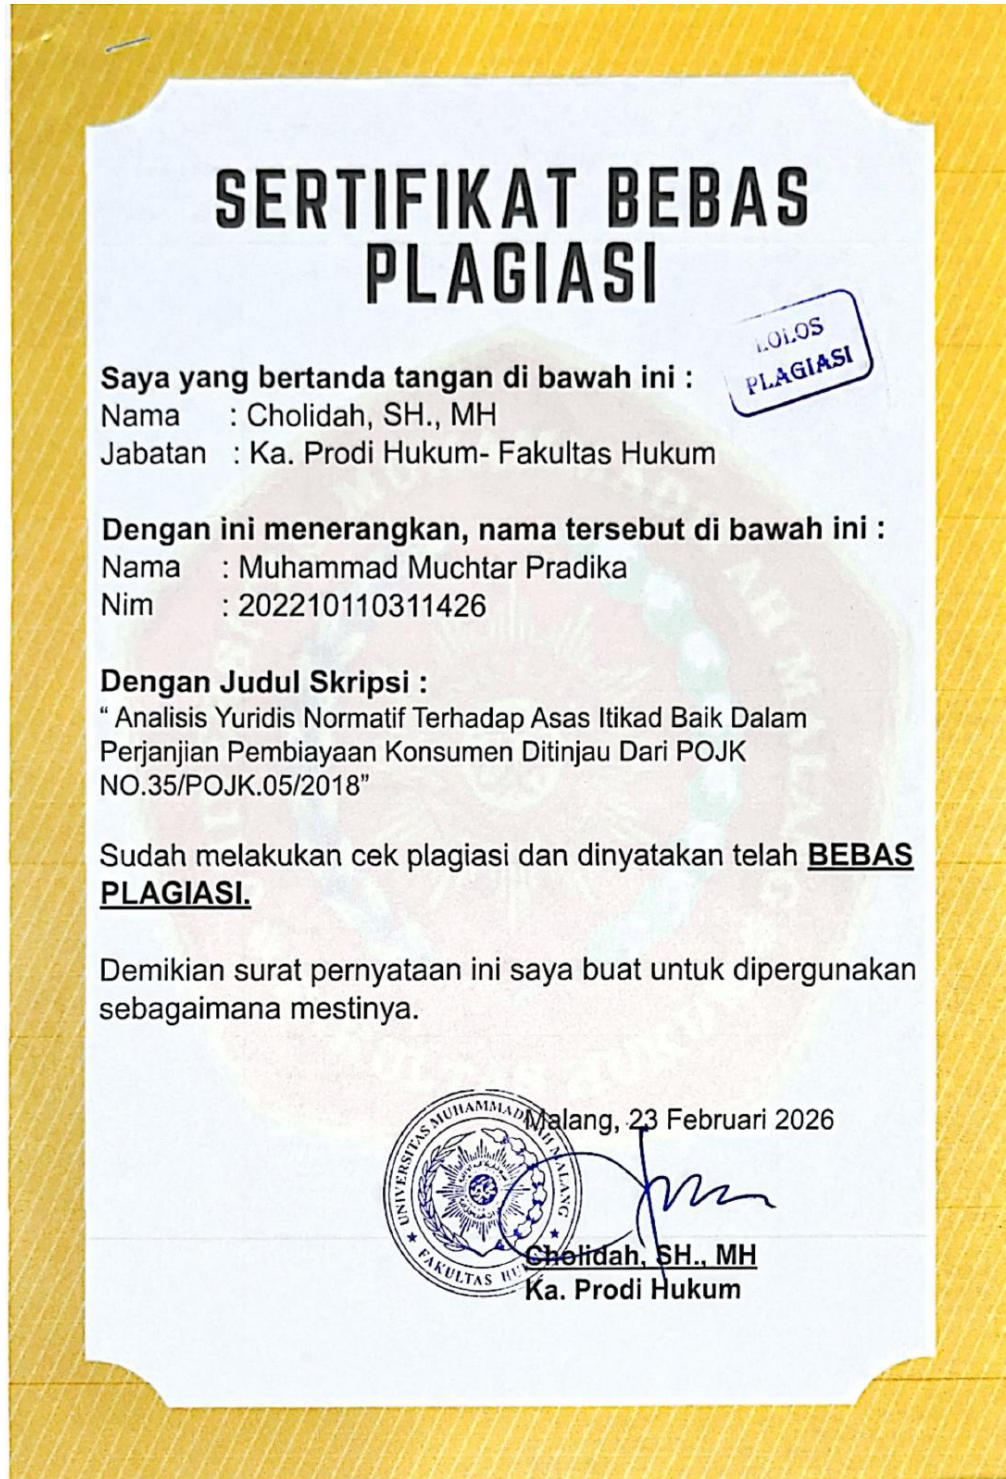 SERTIFIKAT BEBAS
PLAGIASI
LOLOS
PLAGIASI
Saya yang bertanda tangan di bawah ini :
Nama : Cholidah, SH., MH
Jabatan : Ka. Prodi Hukum- Fakultas Hukum
Dengan ini menerangkan, nama tersebut di bawah ini :
Nama : Muhammad Muchtar Pradika
Nim : 202210110311426
Dengan Judul Skripsi :
“ Analisis Yuridis Normatif Terhadap Asas Itikad Baik Dalam
Perjanjian Pembiayaan Konsumen Ditinjau Dari POJK
NO.35/POJK.05/2018”
Sudah melakukan cek plagiasi dan dinyatakan telah BEBAS
PLAGIASI.
Demikian surat pernyataan ini saya buat untuk dipergunakan
sebagaimana mestinya.
Malang, 23 Februari 2026
UNIVERSITAS MUHAMMADIYAH MALANG
FAKULTAS HUKUM
Cholidah, SH., MH
Ka. Prodi Hukum